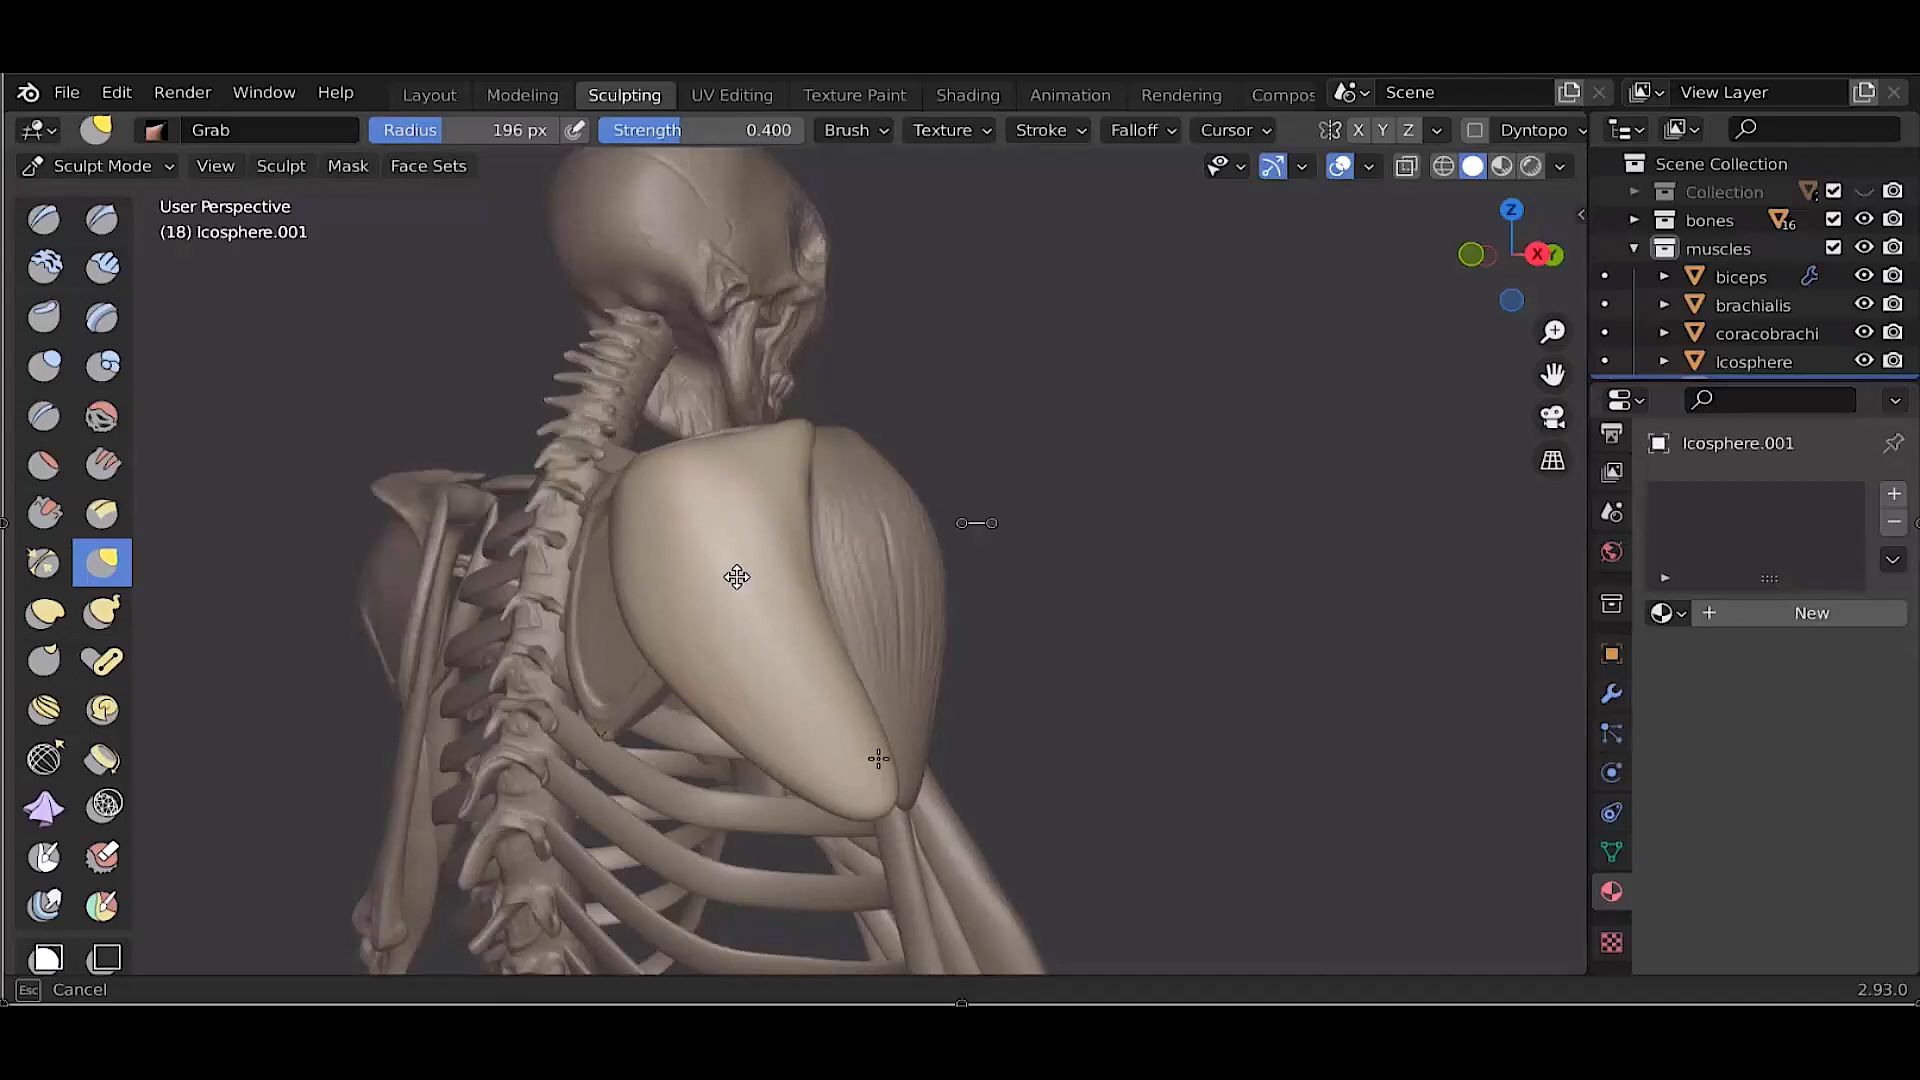 File Edit Render Window Help Layout Modeling Sculpting UV Editing Texture Paint Shading Animation Rendering Compos Scene View Layer
Grab Radius 196 px Strength 0.400 Brush Texture Stroke Falloff Cursor X Y Z Dyntopo
Sculpt Mode View Sculpt Mask Face Sets
User Perspective
(18) Icosphere.001
Z
X Y
Scene Collection
Collection
bones 16
muscles
biceps
brachialis
coracobrachi
Icosphere
Icosphere.001
New
Esc Cancel 2.93.0